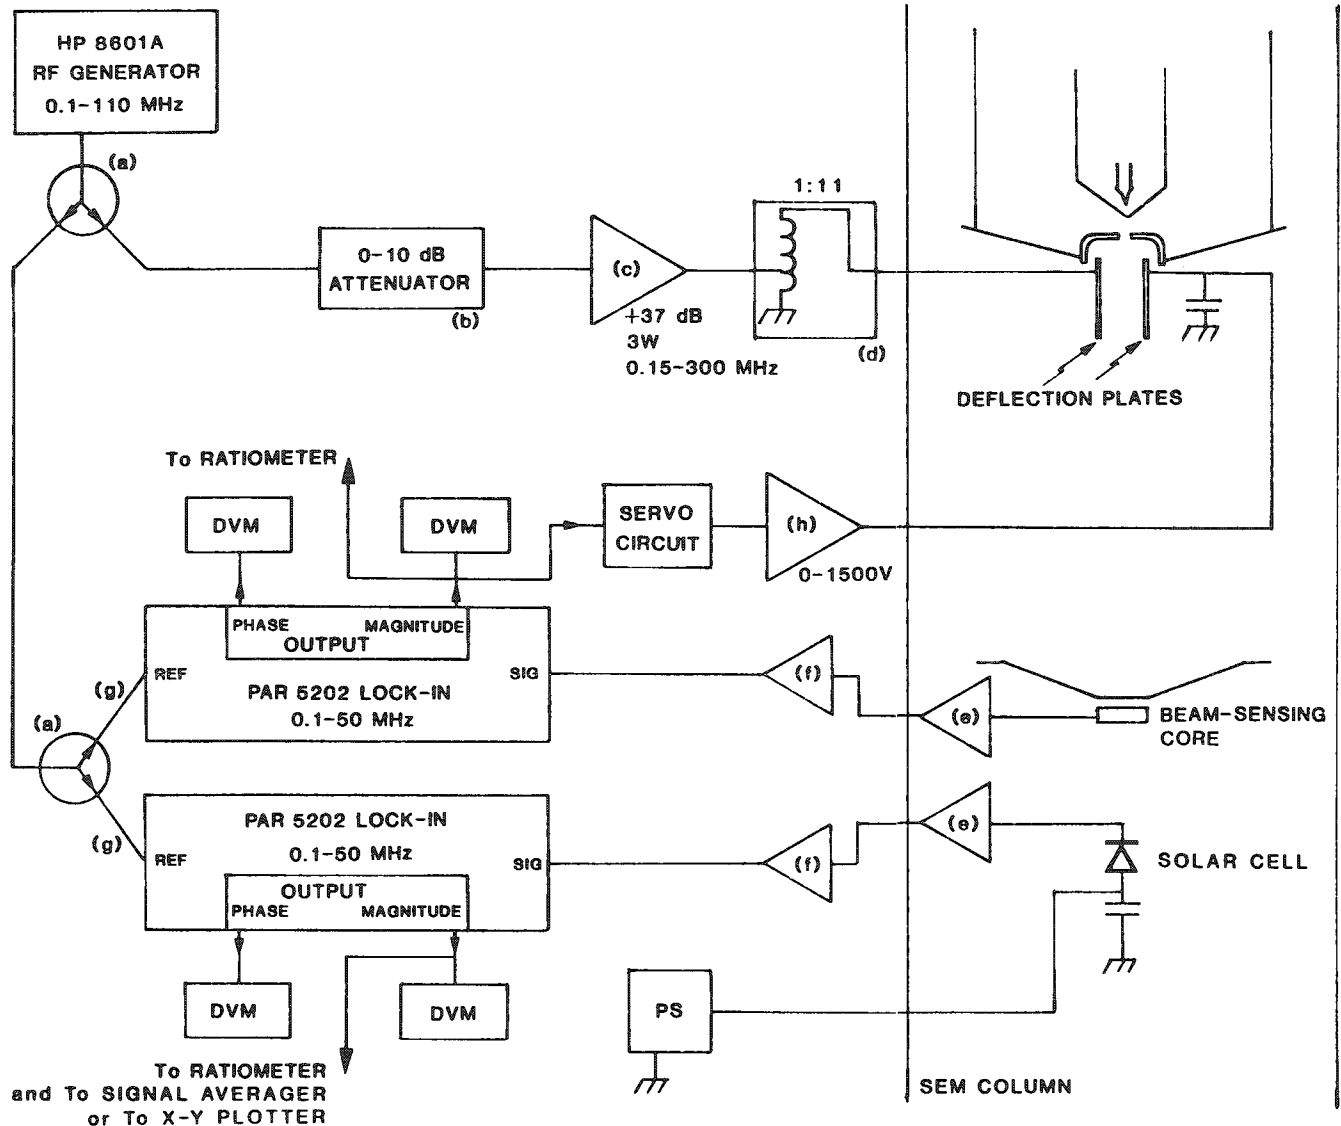 HP 8601A
RF GENERATOR
0.1-110 MHz
(a)
0-10 dB
ATTENUATOR
(b)
(c)
+37 dB
3W
0.15-300 MHz
1:11
(d)
DEFLECTION PLATES
To RATIOMETER
DVM
DVM
SERVO
CIRCUIT
(h)
0-1500V
PHASE
MAGNITUDE
OUTPUT
REF
SIG
PAR 5202 LOCK-IN
0.1-50 MHz
(g)
(a)
(f)
(e)
BEAM-SENSING
CORE
(g)
PAR 5202 LOCK-IN
0.1-50 MHz
REF
SIG
OUTPUT
PHASE
MAGNITUDE
(f)
(e)
SOLAR CELL
DVM
DVM
PS
To RATIOMETER
and To SIGNAL AVERAGER
or To X-Y PLOTTER
SEM COLUMN